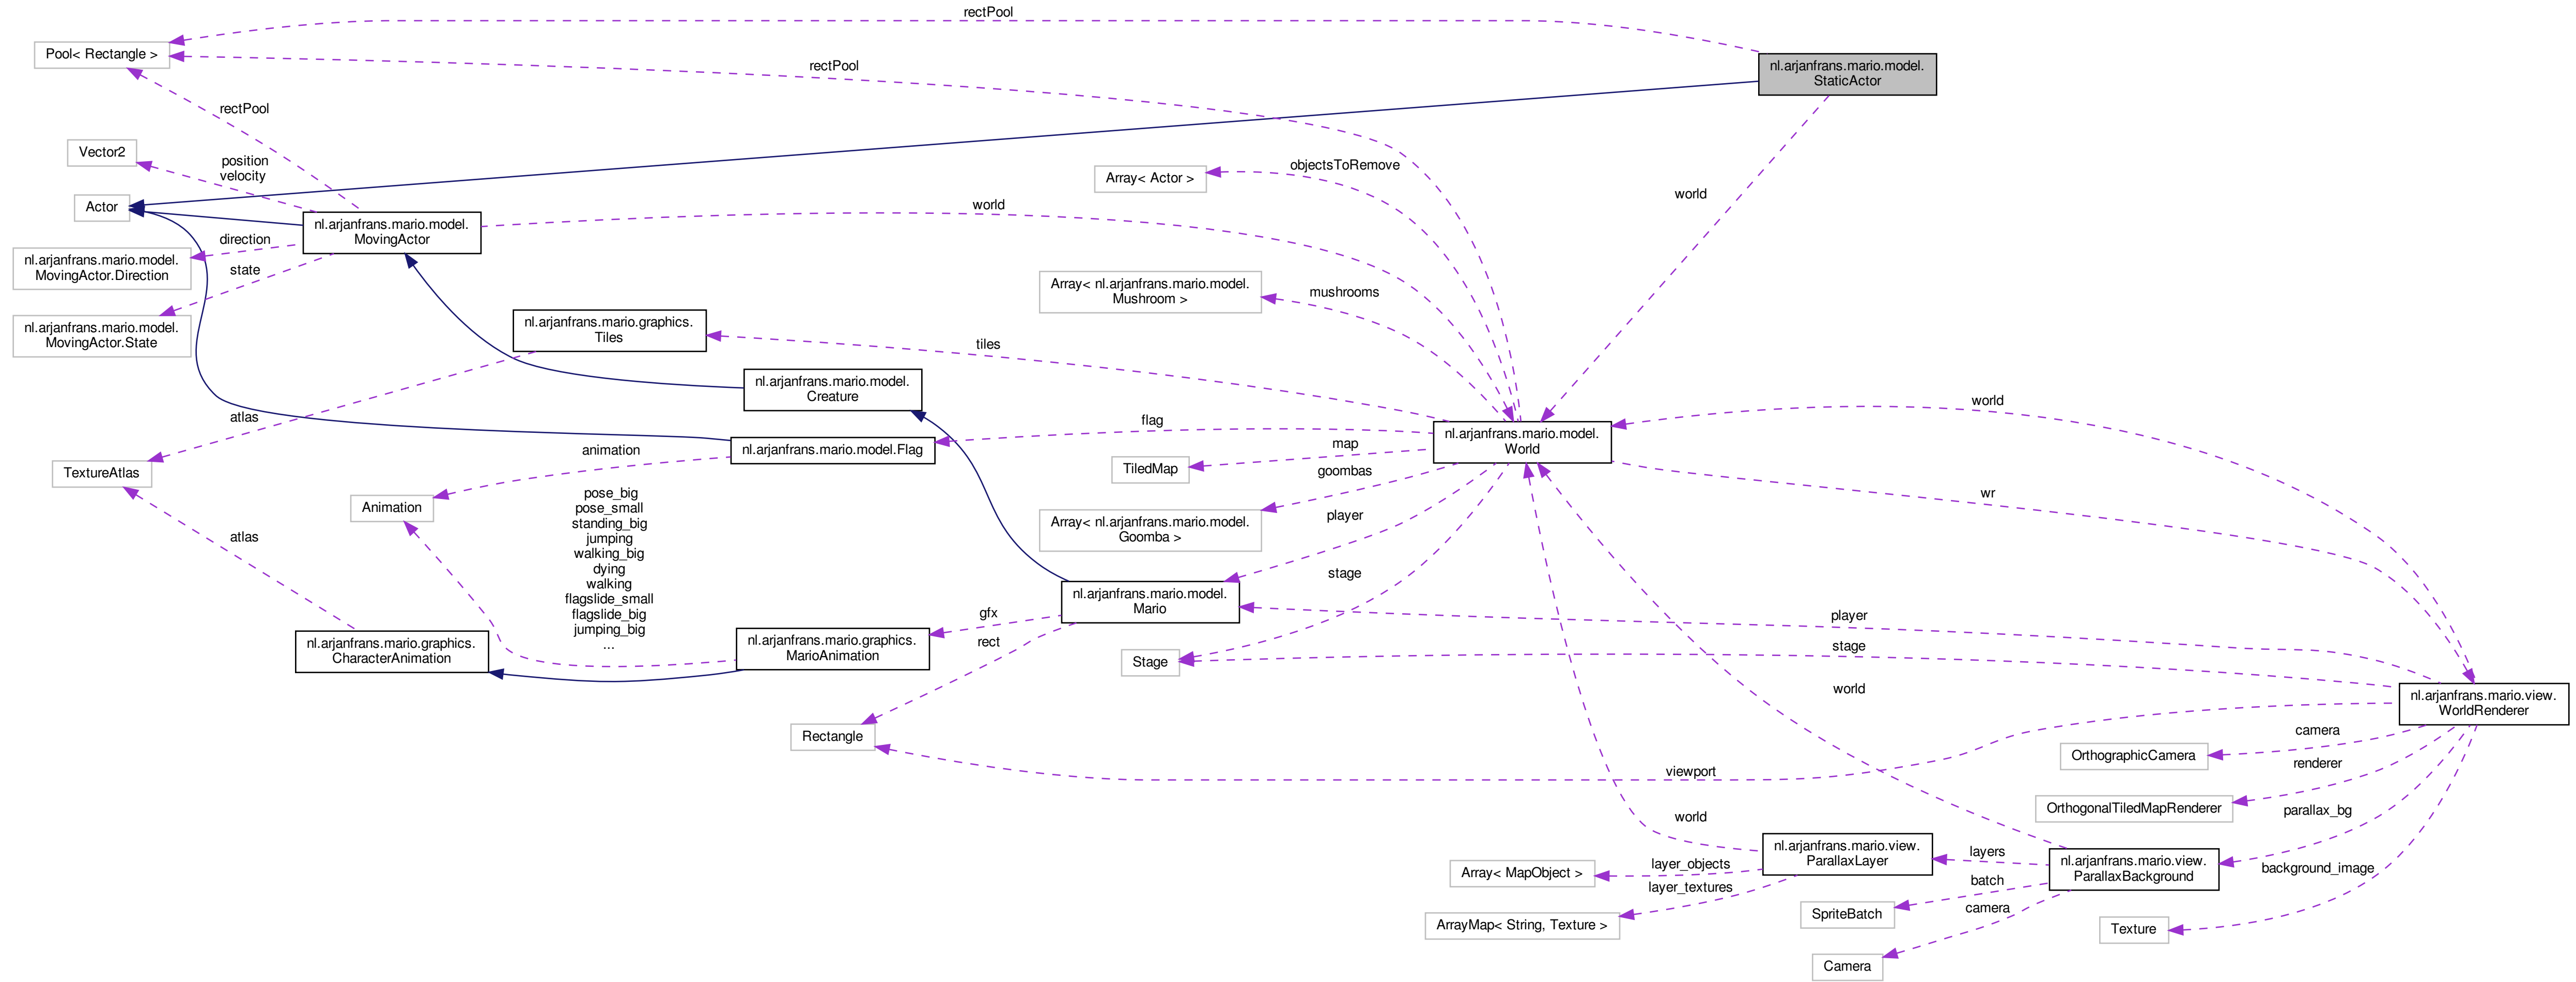 rectPool
Pool< Rectangle >
nl.arjanfrans.mario.model.
StaticActor
rectPool
rectPool
Vector2
position
velocity
objectsToRemove
Array< Actor >
world
Actor
world
nl.arjanfrans.mario.model.
MovingActor
direction
nl.arjanfrans.mario.model.
MovingActor.Direction
state
nl.arjanfrans.mario.model.
MovingActor.State
Array< nl.arjanfrans.mario.model.
Mushroom >
mushrooms
nl.arjanfrans.mario.graphics.
Tiles
tiles
nl.arjanfrans.mario.model.
Creature
atlas
flag
world
nl.arjanfrans.mario.model.
World
nl.arjanfrans.mario.model.Flag
animation
map
TiledMap
goombas
TextureAtlas
wr
Animation
pose_big
pose_small
standing_big
jumping
walking_big
dying
walking
flagslide_small
flagslide_big
jumping_big
...
Array< nl.arjanfrans.mario.model.
Goomba >
player
atlas
stage
nl.arjanfrans.mario.model.
Mario
gfx
rect
player
nl.arjanfrans.mario.graphics.
CharacterAnimation
nl.arjanfrans.mario.graphics.
MarioAnimation
stage
Stage
world
nl.arjanfrans.mario.view.
WorldRenderer
Rectangle
camera
OrthographicCamera
renderer
viewport
OrthogonalTiledMapRenderer
parallax_bg
world
nl.arjanfrans.mario.view.
ParallaxLayer
layers
nl.arjanfrans.mario.view.
ParallaxBackground
layer_objects
Array< MapObject >
background_image
batch
layer_textures
camera
SpriteBatch
ArrayMap< String, Texture >
Texture
Camera